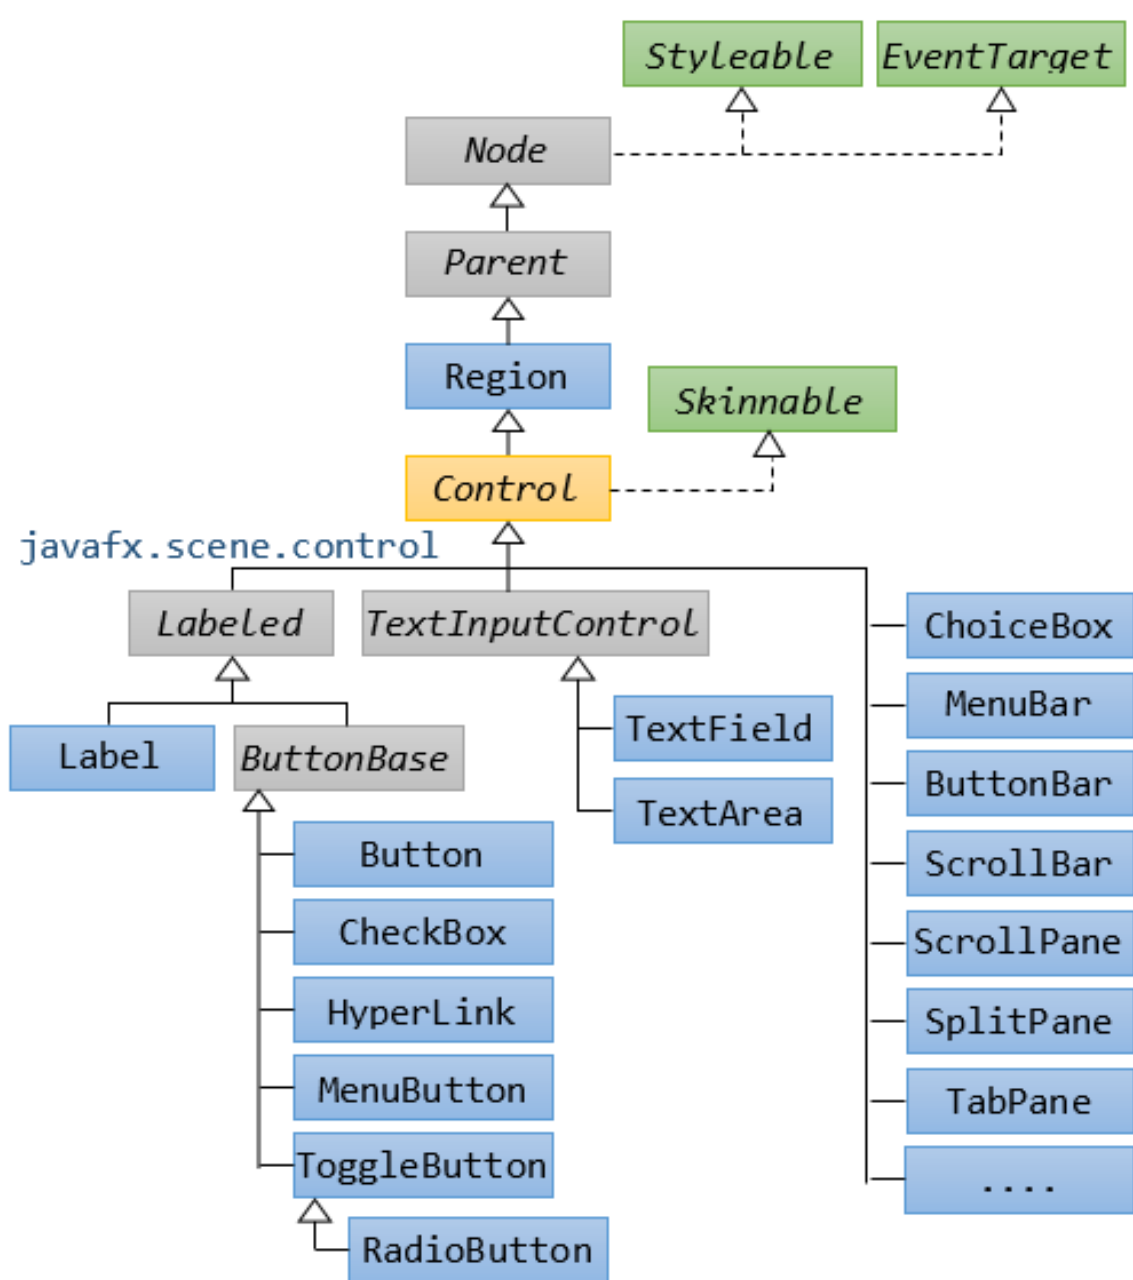 Styleable
EventTarget
Node
Parent
Region
Skinnable
Control
javafx.scene.control
Labeled
TextInputControl
ChoiceBox
MenuBar
TextField
Label
ButtonBase
ButtonBar
TextArea
Button
ScrollBar
CheckBox
ScrollPane
HyperLink
SplitPane
MenuButton
TabPane
ToggleButton
....
RadioButton